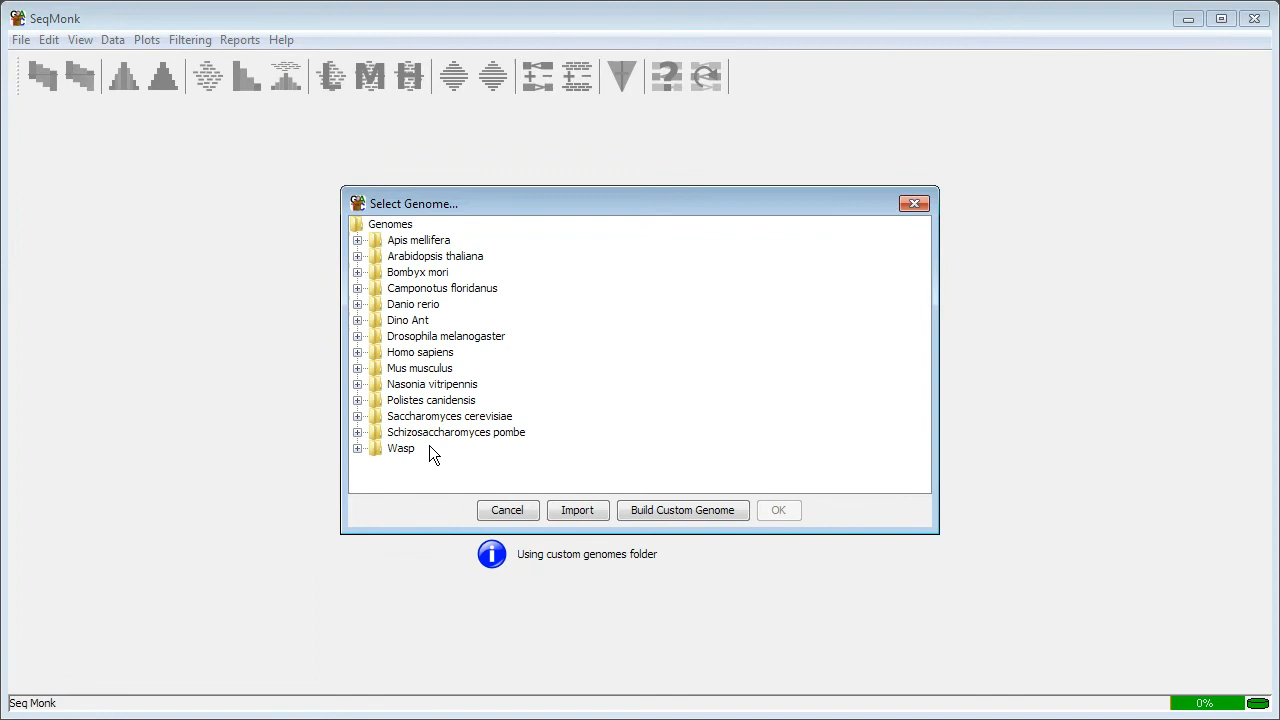 SeqMonk
File Edit View Data Plots Filtering Reports Help
Select Genome...
Genomes
Apis mellifera
Arabidopsis thaliana
Bombyx mori
Camponotus floridanus
Danio rerio
Dino Ant
Drosophila melanogaster
Homo sapiens
Mus musculus
Nasonia vitripennis
Polistes canidensis
Saccharomyces cerevisiae
Schizosaccharomyces pombe
Wasp
Cancel Import Build Custom Genome OK
Using custom genomes folder
Seq Monk 0%